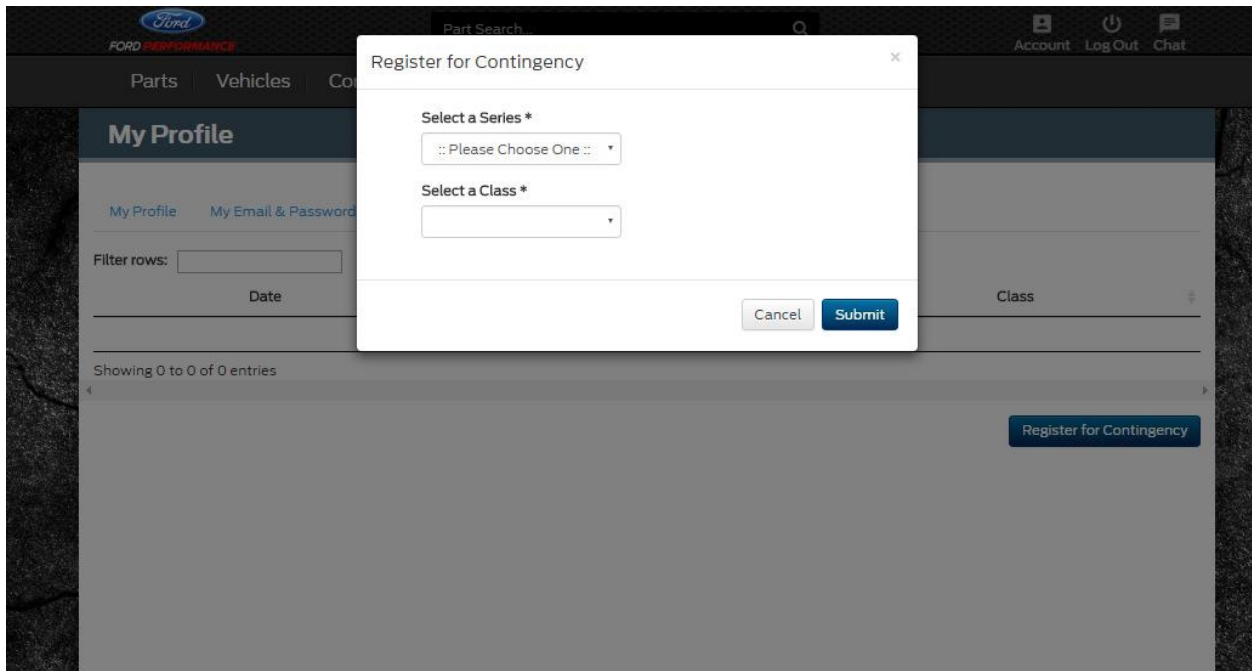 Ford
FORD PERFORMANCE
Part Search...
Account Log Out Chat
Parts Vehicles
Register for Contingency
×
My Profile
Select a Series *
:: Please Choose One ::
Select a Class *
My Profile My Email & Password
Filter rows:
Date
Class
Cancel Submit
Showing 0 to 0 of 0 entries
Register for Contingency